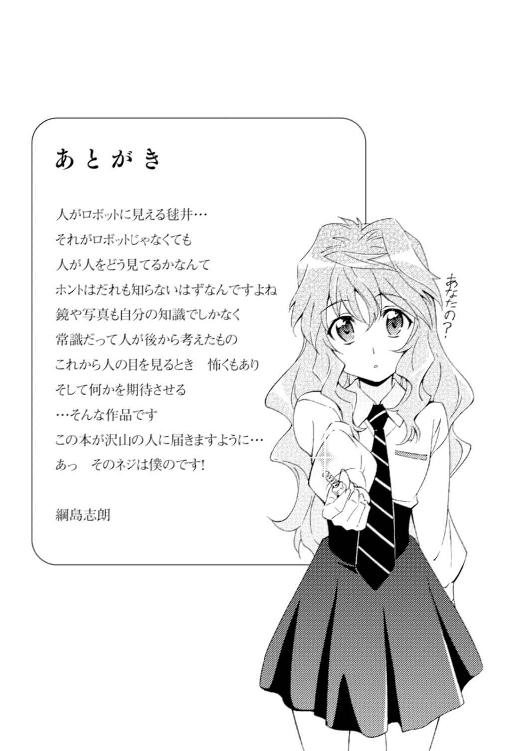 あとがき
人がロボットに見える毬井…
それがロボットじゃなくても
人が人をどう見てるかなんて
ホントはだれも知らないはずなんですよね
鏡や写真も自分の知識でしかなく
常識だって人が後から考えたもの
これから人の目を見るとき　怖くもあり
そして何かを期待させる
…そんな作品です
この本が沢山の人に届きますように…
あっ　そのネジは僕のです!
綱島志朗
あなたの?